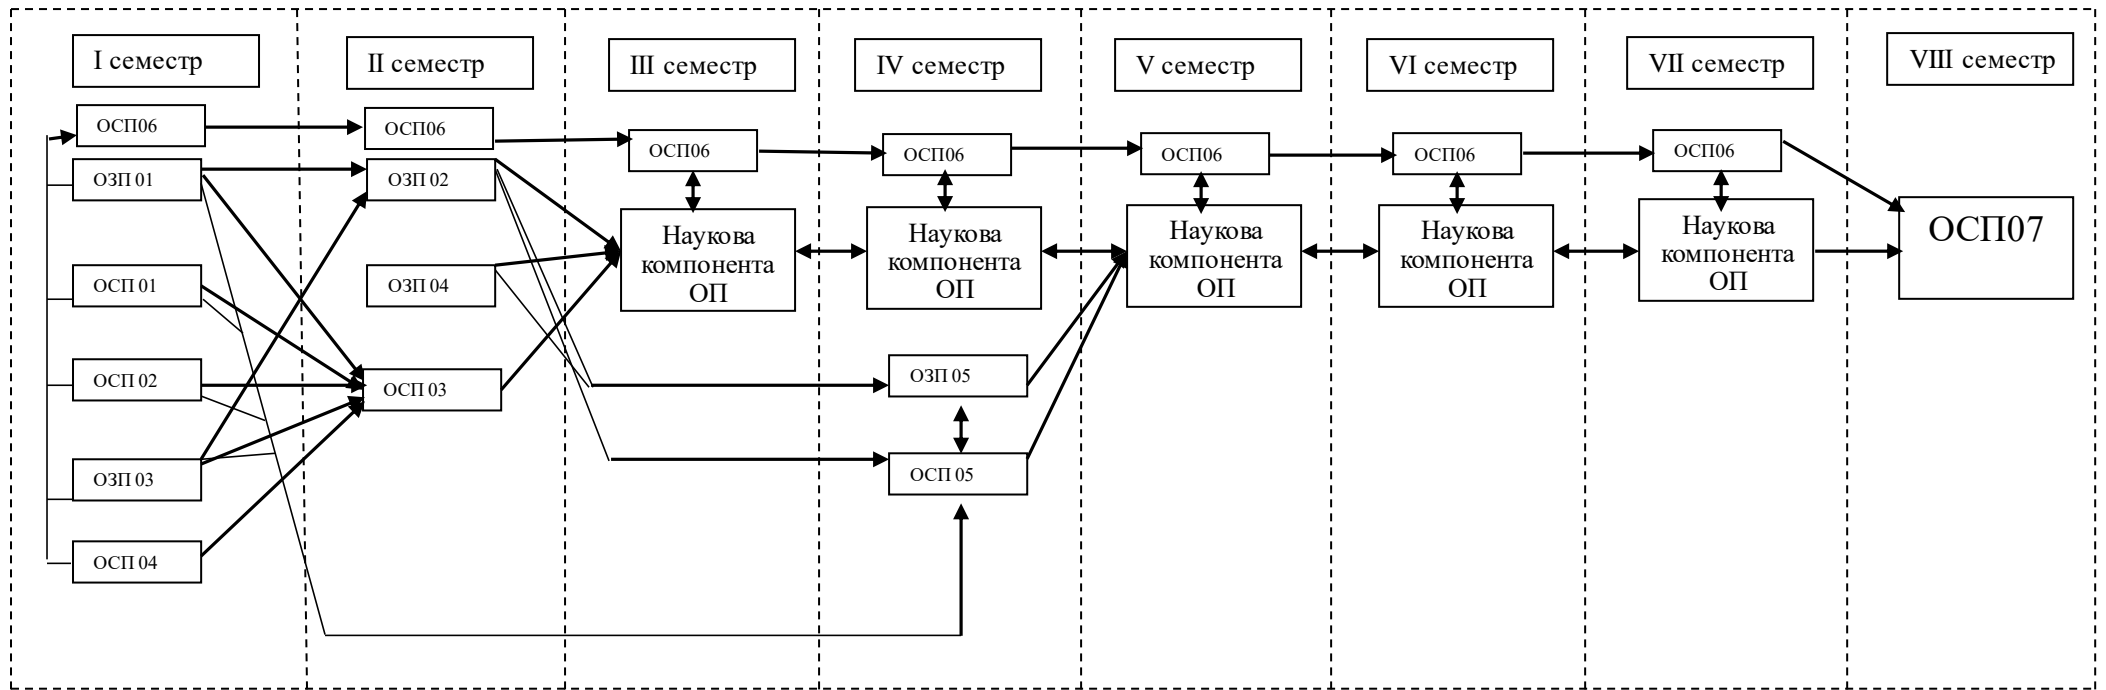 I семестр
II семестр
III семестр
IV семестр
V семестр
VI семестр
VII семестр
VIII семестр
ОСП06
ОСП06
ОСП06
ОСП06
ОСП06
ОСП06
ОСП06
ОЗП 01
ОЗП 02
Наукова
компонента
ОП
Наукова
компонента
ОП
Наукова
компонента
ОП
Наукова
компонента
ОП
Наукова
компонента
ОП
ОСП07
ОСП 01
ОЗП 04
ОСП 02
ОСП 03
ОЗП 05
ОЗП 03
ОСП 05
ОСП 04